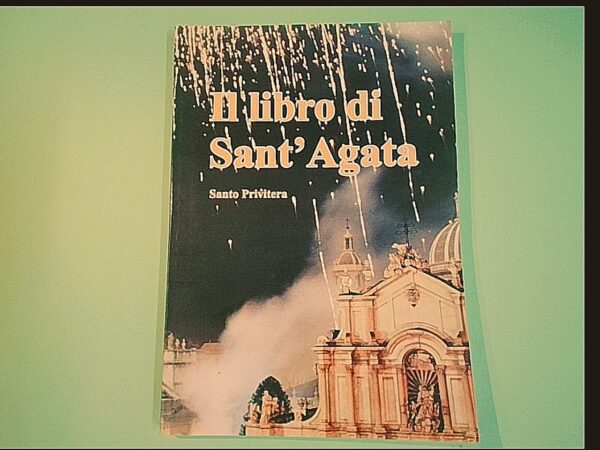 Il libro di
Sant'Agata
Santo Privitera